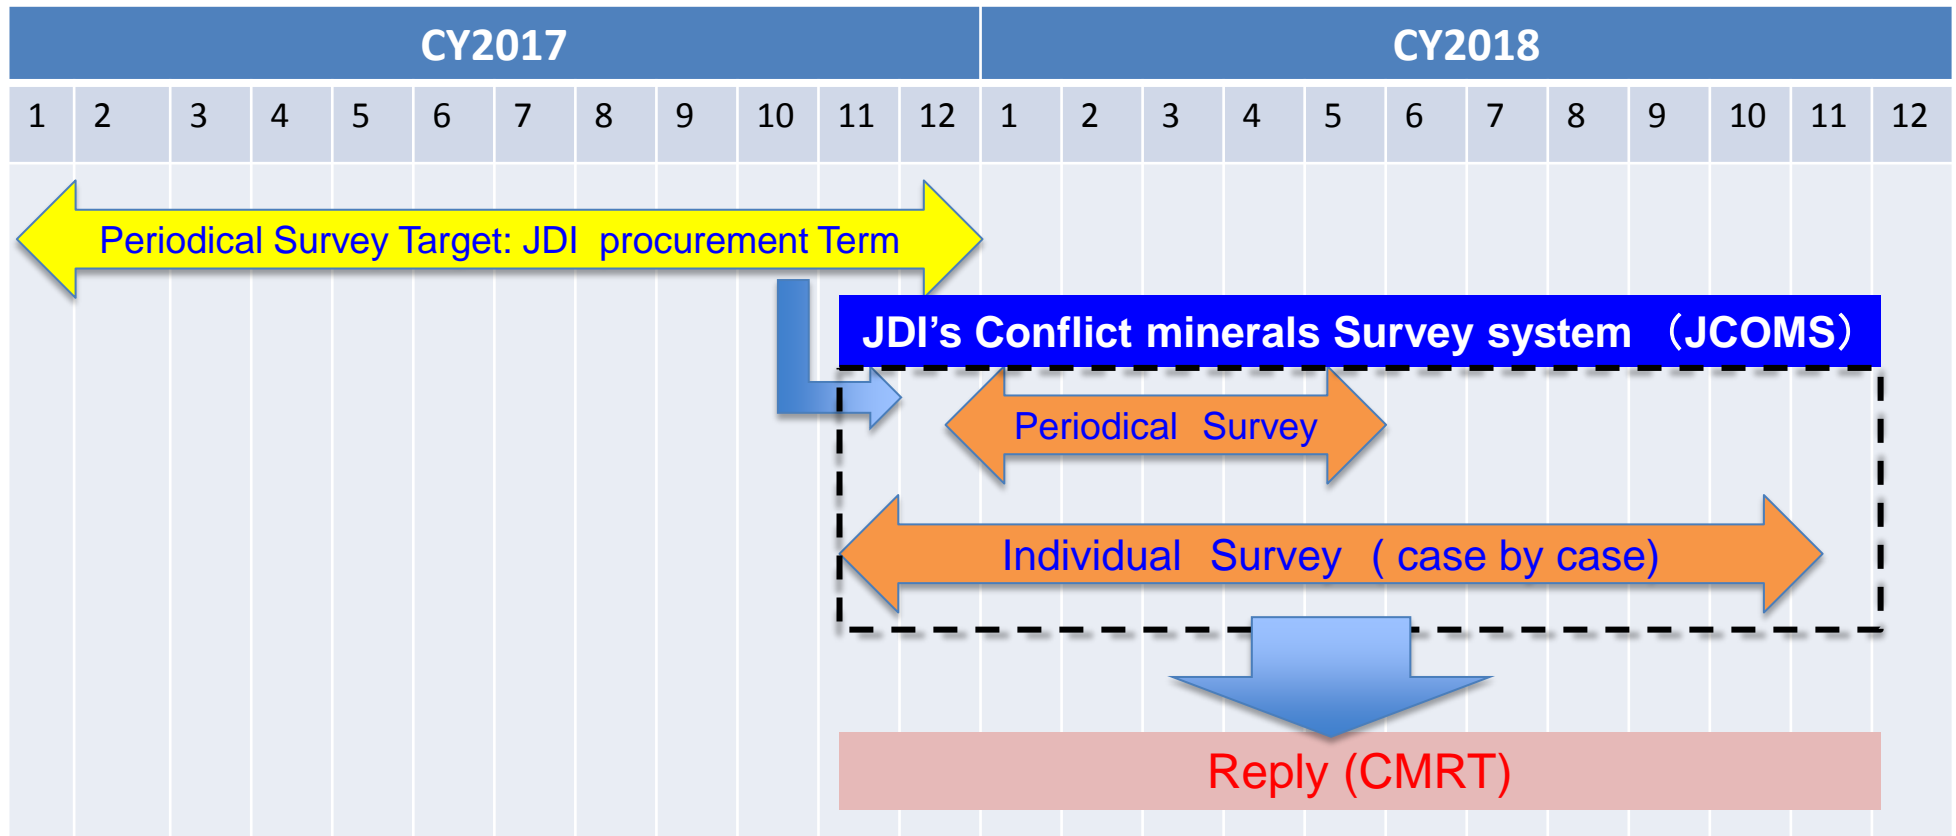 CY2017 CY2018
1 2 3 4 5 6 7 8 9 10 11 12 1 2 3 4 5 6 7 8 9 10 11 12
Periodical Survey Target: JDI procurement Term
JDI’s Conflict minerals Survey system （JCOMS）
Periodical Survey
Individual Survey ( case by case)
Reply (CMRT)